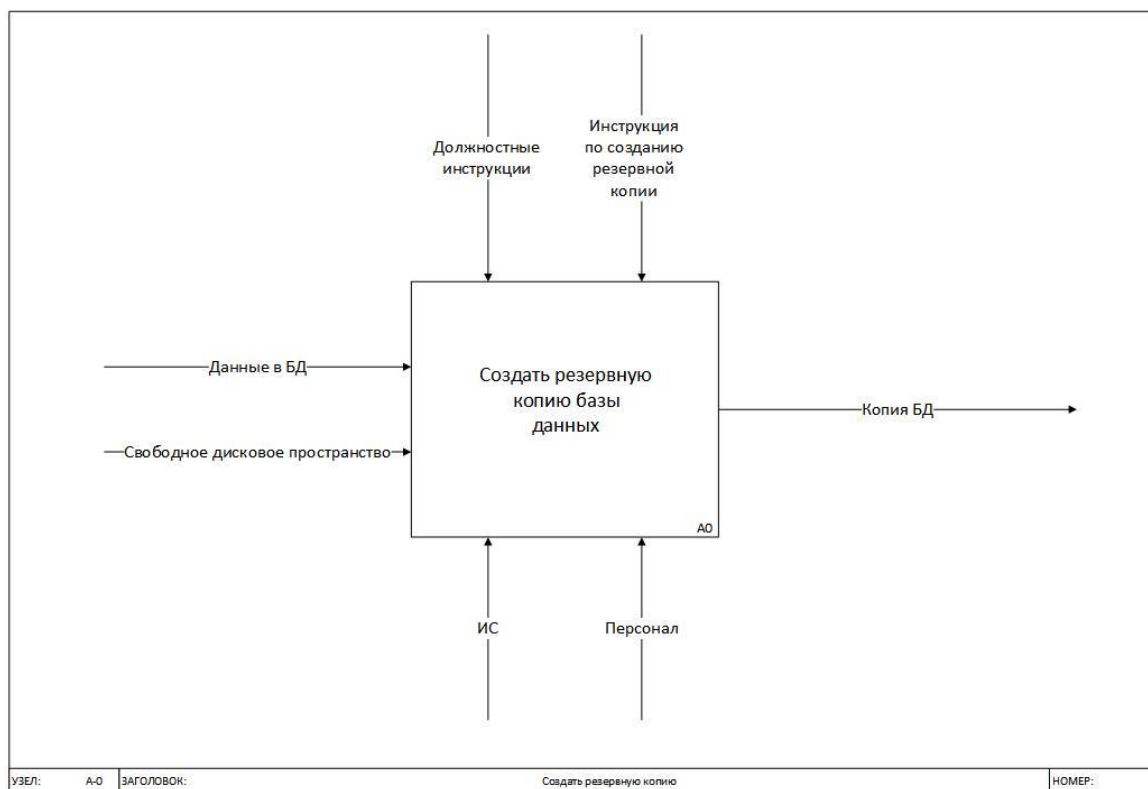 Должностные
инструкции
Инструкция
по созданию
резервной
копии
Данные в БД
Свободное дисковое пространство
Создать резервную
копию базы
данных
A0
Копия БД
ИС
Персонал
УЗЕЛ: A-0 ЗАГОЛОВОК: Создать резервную копию НОМЕР: